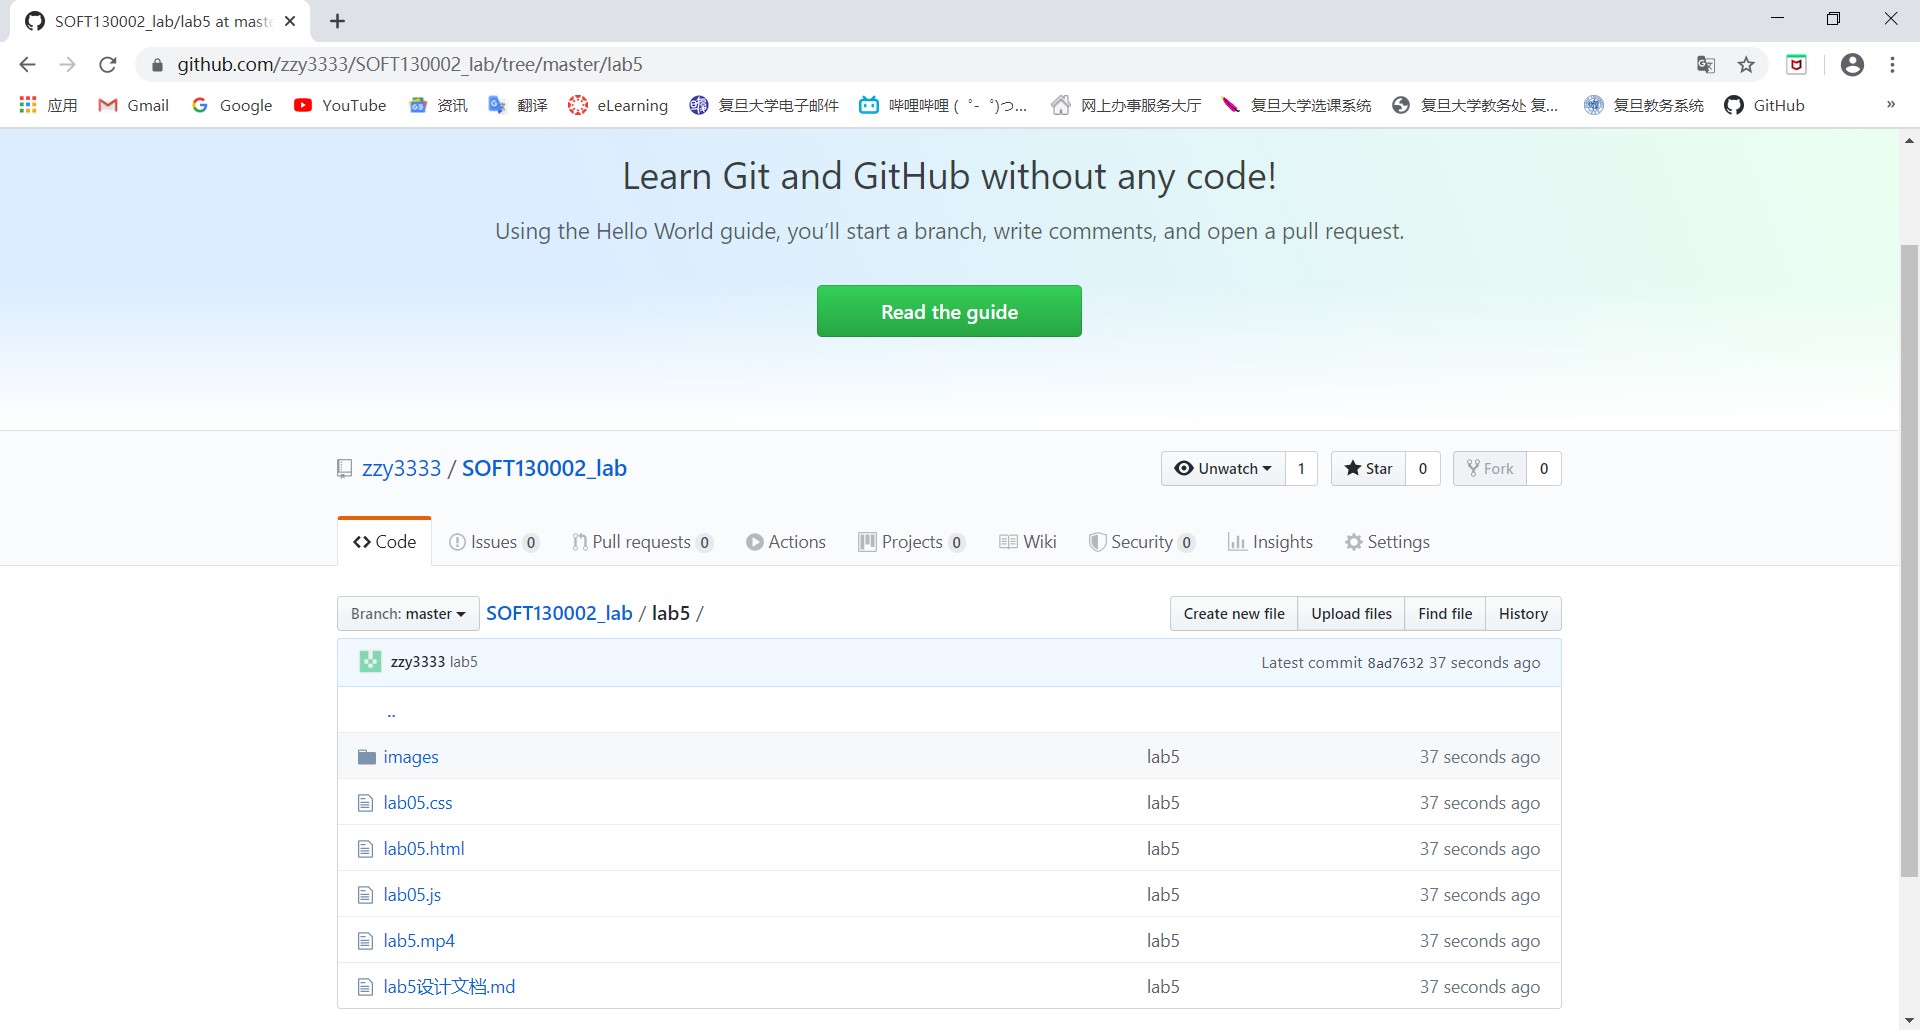 SOFT130002_lab/lab5 at maste
github.com/zzy3333/SOFT130002_lab/tree/master/lab5
应用 Gmail Google YouTube 资讯 翻译 eLearning 复旦大学电子邮件 哔哩哔哩 ( ゜- ゜)つ... 网上办事服务大厅 复旦大学选课系统 复旦大学教务处 复... 复旦教务系统 GitHub »
Learn Git and GitHub without any code!
Using the Hello World guide, you’ll start a branch, write comments, and open a pull request.
Read the guide
zzy3333 / SOFT130002_lab Unwatch 1 Star 0 Fork 0
Code Issues 0 Pull requests 0 Actions Projects 0 Wiki Security 0 Insights Settings
Branch: master SOFT130002_lab / lab5 / Create new file Upload files Find file History
zzy3333 lab5 Latest commit 8ad7632 37 seconds ago
..
images lab5 37 seconds ago
lab05.css lab5 37 seconds ago
lab05.html lab5 37 seconds ago
lab05.js lab5 37 seconds ago
lab5.mp4 lab5 37 seconds ago
lab5设计文档.md lab5 37 seconds ago